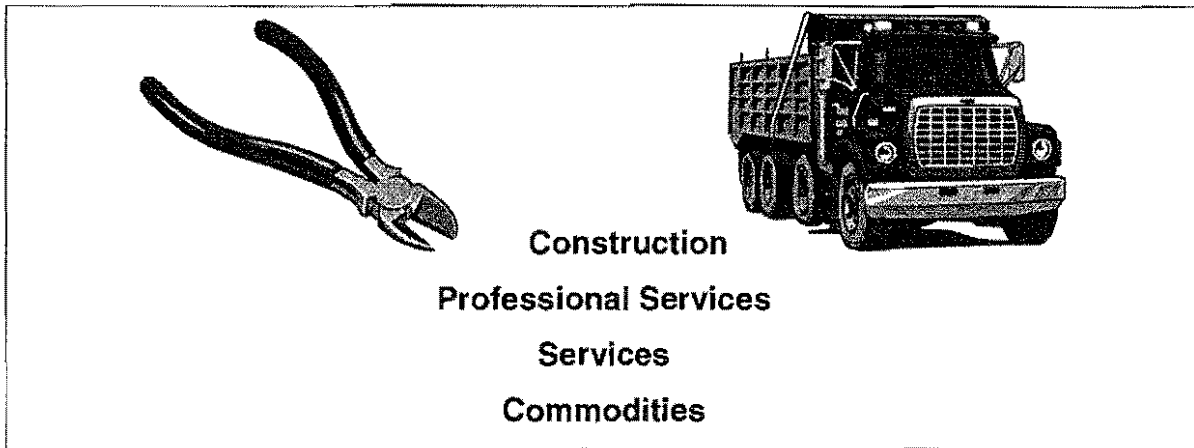 Construction
Professional Services
Services
Commodities